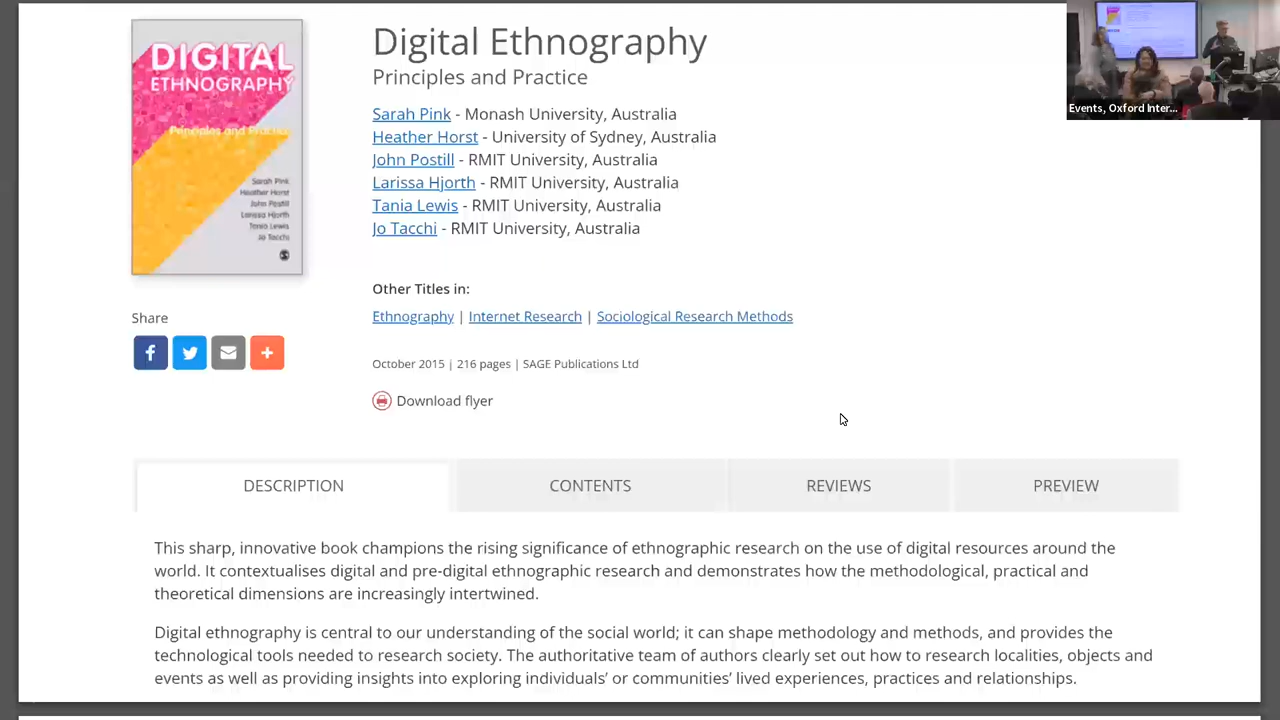 DIGITAL
ETHNOGRAPHY
Principles and Practice
Sarah Pink
Heather Horst
John Postill
Larissa Hjorth
Tania Lewis
Jo Tacchi
Digital Ethnography
Principles and Practice
Sarah Pink - Monash University, Australia
Heather Horst - University of Sydney, Australia
John Postill - RMIT University, Australia
Larissa Hjorth - RMIT University, Australia
Tania Lewis - RMIT University, Australia
Jo Tacchi - RMIT University, Australia
Events, Oxford Inter...
Other Titles in:
Ethnography | Internet Research | Sociological Research Methods
Share
October 2015 | 216 pages | SAGE Publications Ltd
Download flyer
DESCRIPTION CONTENTS REVIEWS PREVIEW
This sharp, innovative book champions the rising significance of ethnographic research on the use of digital resources around the
world. It contextualises digital and pre-digital ethnographic research and demonstrates how the methodological, practical and
theoretical dimensions are increasingly intertwined.
Digital ethnography is central to our understanding of the social world; it can shape methodology and methods, and provides the
technological tools needed to research society. The authoritative team of authors clearly set out how to research localities, objects and
events as well as providing insights into exploring individuals’ or communities’ lived experiences, practices and relationships.